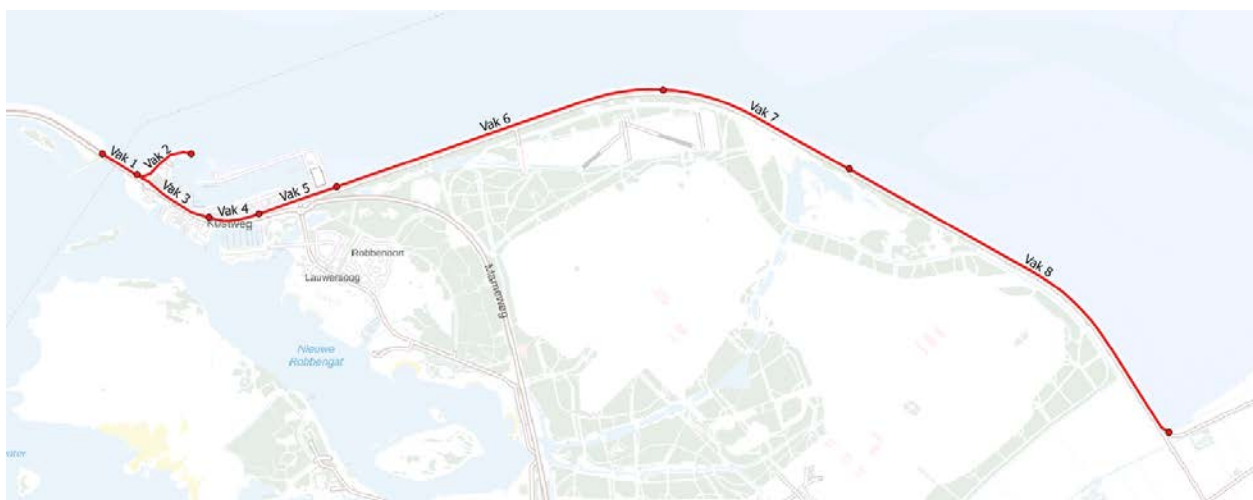 Vak 6
Vak 7
Vak 1
Vak 2
Vak 3
Vak 5
Vak 4
Kustweg
Robbenoort
Lauwersoog
Marneweg
Vak 8
Nieuwe
Robbengat